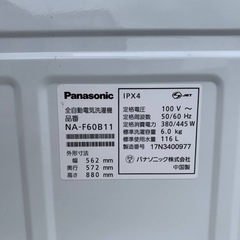 Panasonic
全自動電気洗濯機
品番
NA-F60B11
外形寸法
幅 562 mm
奥行 572 mm
高さ 880 mm
IPX4
JET
定格電圧 100 V～
定格周波数 50/60 Hz
定格消費電力 380/445 W
標準洗濯容量 6.0 kg
標準使用水量 116 L
製造番号 17N3400977
パナソニック株式会社
中国製